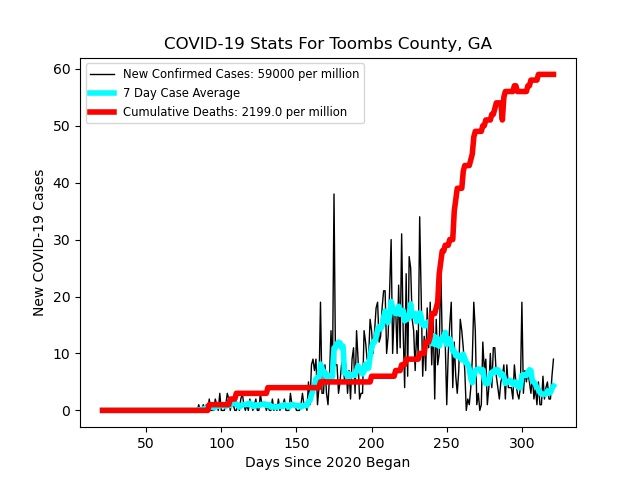 COVID-19 Stats For Toombs County, GA
New Confirmed Cases: 59000 per million
7 Day Case Average
Cumulative Deaths: 2199.0 per million
60
50
40
30
20
10
0
New COVID-19 Cases
50 100 150 200 250 300
Days Since 2020 Began